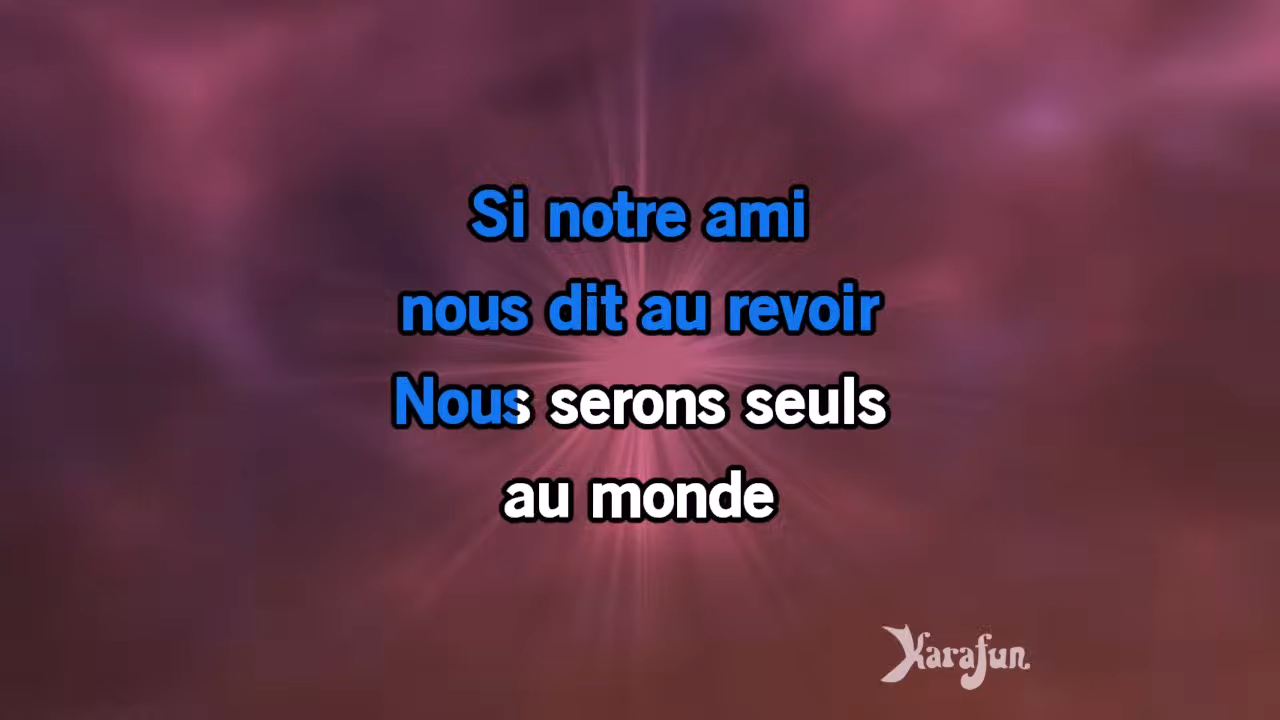 Si notre ami
nous dit au revoir
Nous serons seuls
au monde
Karafun